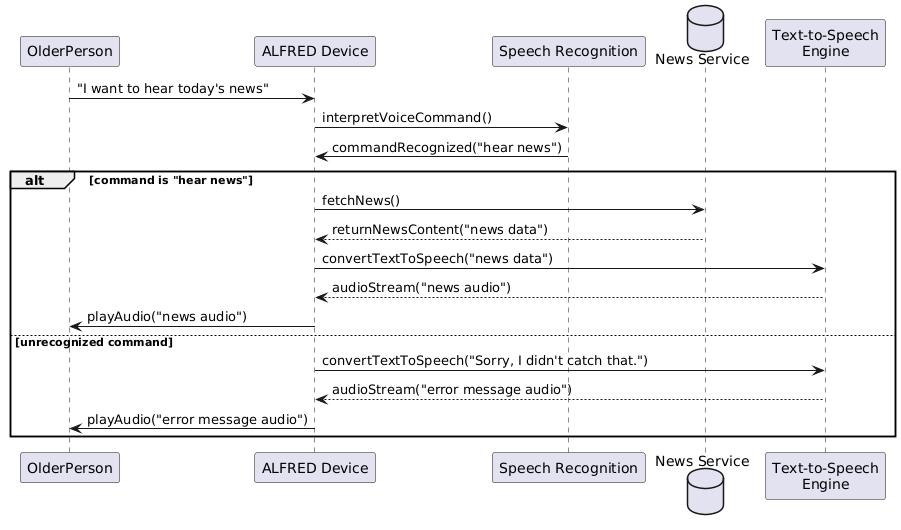 OlderPerson
ALFRED Device
Speech Recognition
News Service
Text-to-Speech
Engine
"I want to hear today's news"
interpretVoiceCommand()
commandRecognized("hear news")
alt [command is "hear news"]
fetchNews()
returnNewsContent("news data")
convertTextToSpeech("news data")
audioStream("news audio")
playAudio("news audio")
[unrecognized command]
convertTextToSpeech("Sorry, I didn't catch that.")
audioStream("error message audio")
playAudio("error message audio")
OlderPerson
ALFRED Device
Speech Recognition
News Service
Text-to-Speech
Engine